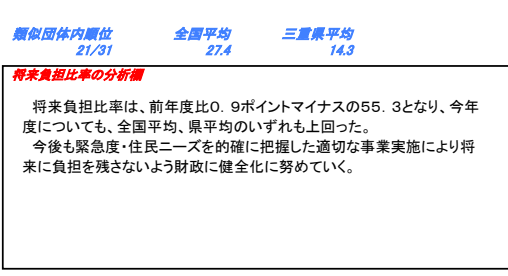 類似団体内順位 全国平均 三重県平均
21/31 27.4 14.3
将来負担比率の分析欄
将来負担比率は、前年度比0．9ポイントマイナスの55．3となり、今年
度についても、全国平均、県平均のいずれも上回った。
今後も緊急度・住民ニーズを的確に把握した適切な事業実施により将
来に負担を残さないよう財政に健全化に努めていく。